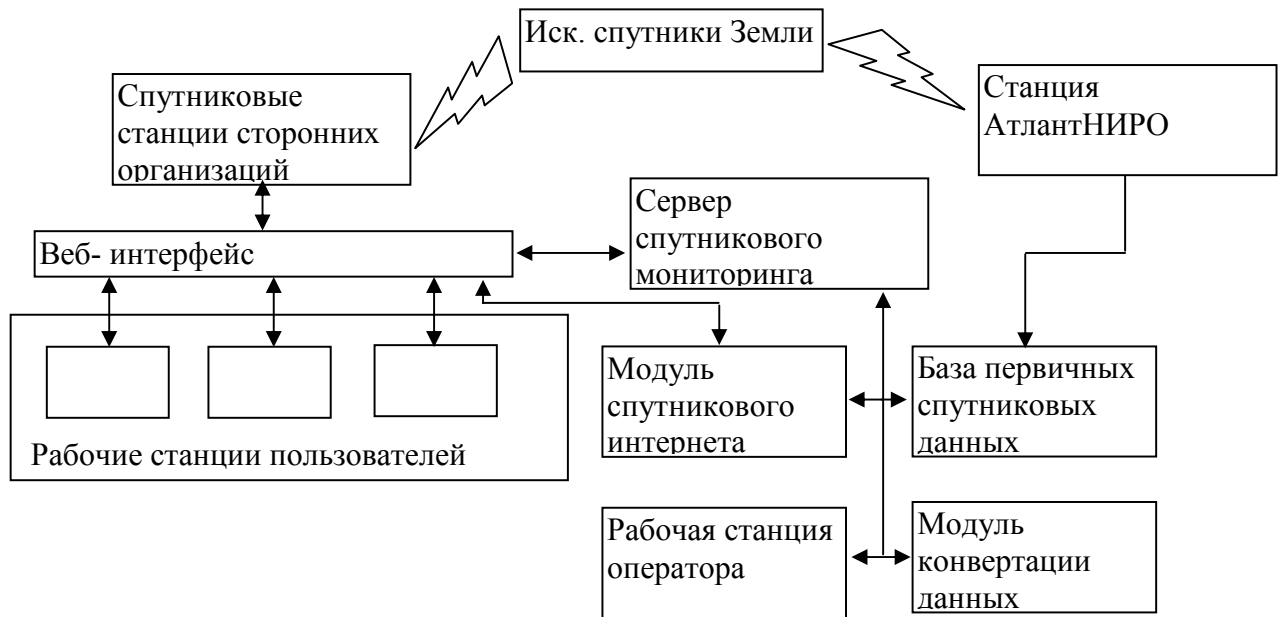 Иск. спутники Земли
Спутниковые
станции сторонних
организаций
Станция
АтлантНИРО
Веб- интерфейс
Сервер
спутникового
мониторинга
Рабочие станции пользователей
Модуль
спутникового
интернета
База первичных
спутниковых
данных
Рабочая станция
оператора
Модуль
конвертации
данных